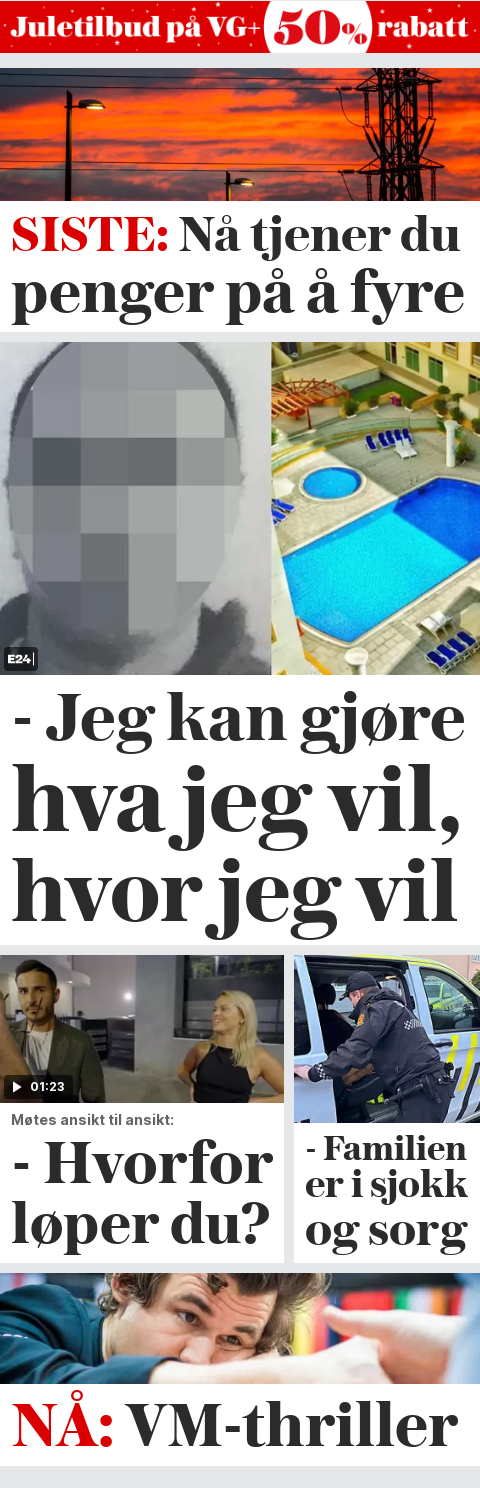 Juletilbud på VG+ 50% rabatt
SISTE: Nå tjener du
penger på å fyre
E24
- Jeg kan gjøre
hva jeg vil,
hvor jeg vil
01:23
Møtes ansikt til ansikt:
- Hvorfor
løper du?
- Familien
er i sjokk
og sorg
NÅ: VM-thriller